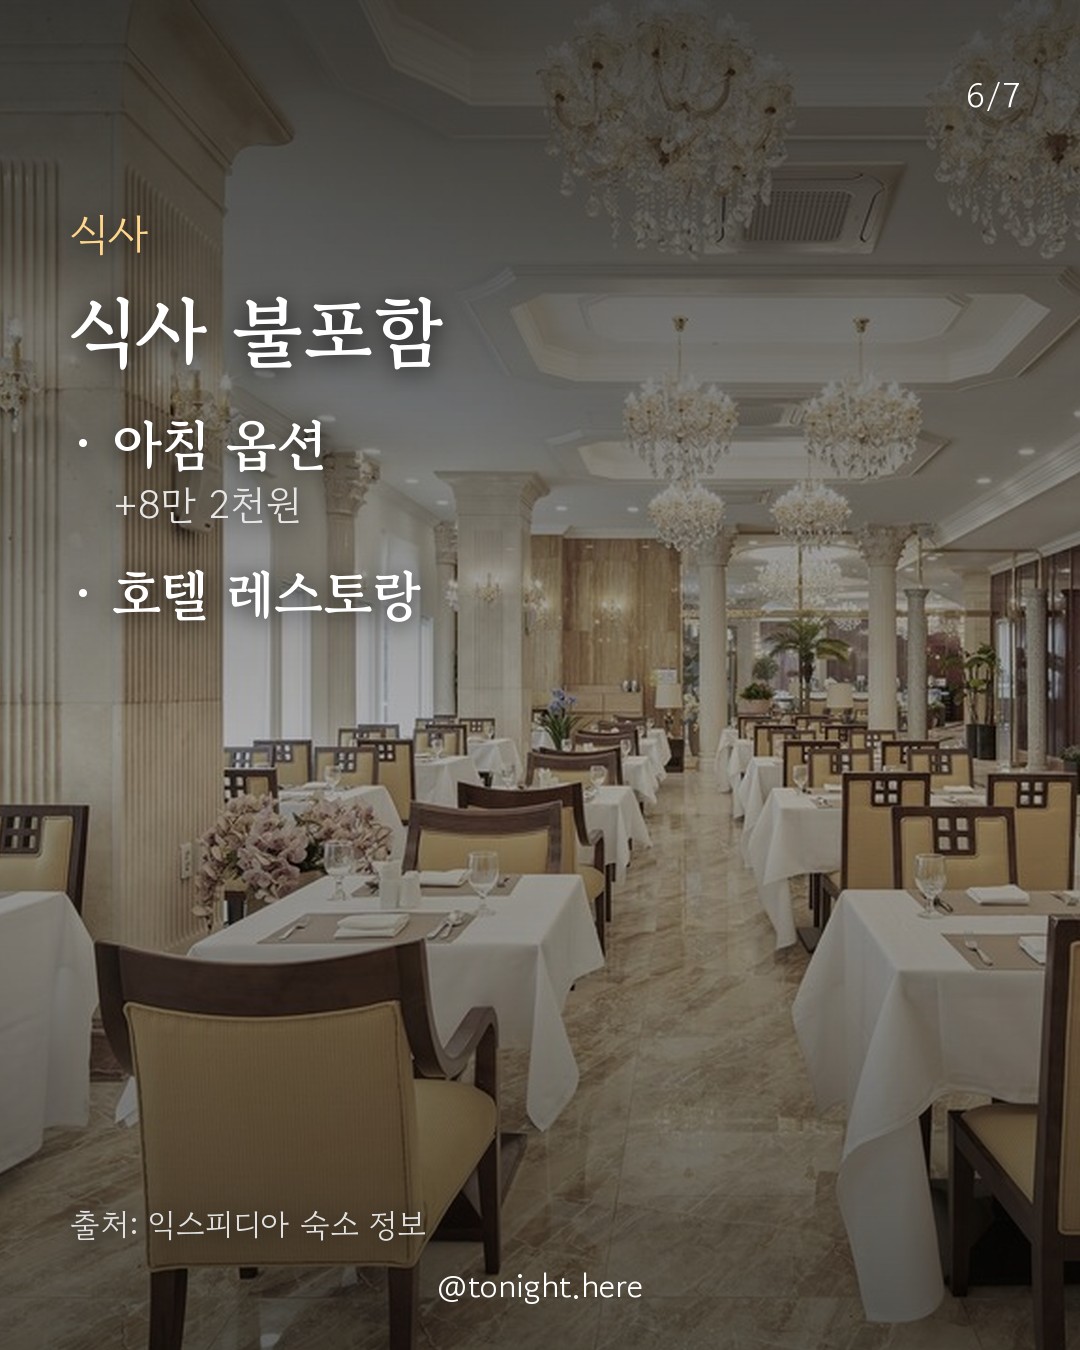 6/7
식사
식사 불포함
· 아침 옵션
+8만 2천원
· 호텔 레스토랑
출처: 익스피디아 숙소 정보
@tonight.here